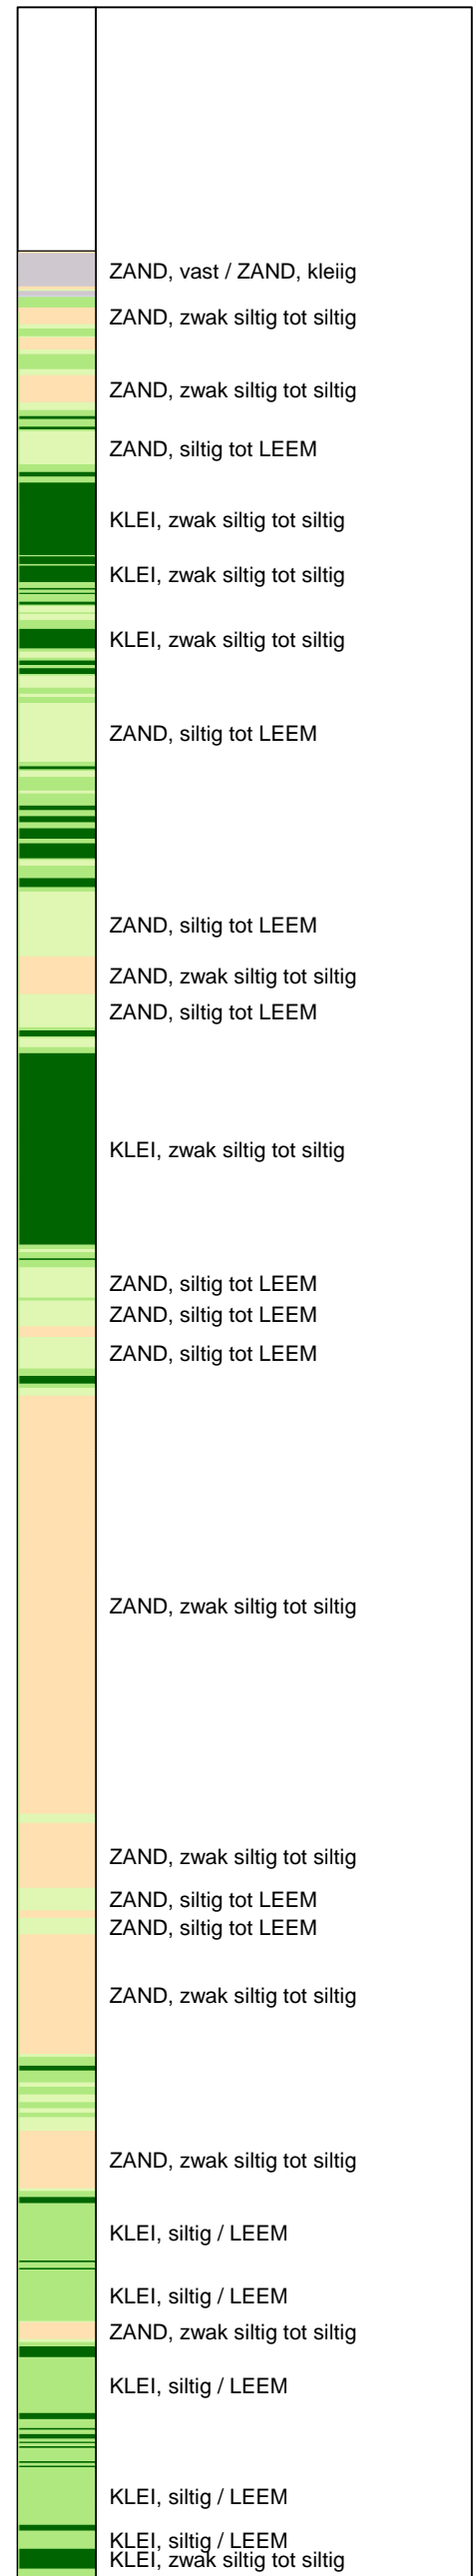 ZAND, vast / ZAND, kleiig
ZAND, zwak siltig tot siltig
ZAND, zwak siltig tot siltig
ZAND, siltig tot LEEM
KLEI, zwak siltig tot siltig
KLEI, zwak siltig tot siltig
KLEI, zwak siltig tot siltig
ZAND, siltig tot LEEM
ZAND, siltig tot LEEM
ZAND, zwak siltig tot siltig
ZAND, siltig tot LEEM
KLEI, zwak siltig tot siltig
ZAND, siltig tot LEEM
ZAND, siltig tot LEEM
ZAND, siltig tot LEEM
ZAND, zwak siltig tot siltig
ZAND, zwak siltig tot siltig
ZAND, siltig tot LEEM
ZAND, siltig tot LEEM
ZAND, zwak siltig tot siltig
ZAND, zwak siltig tot siltig
KLEI, siltig / LEEM
KLEI, siltig / LEEM
ZAND, zwak siltig tot siltig
KLEI, siltig / LEEM
KLEI, siltig / LEEM
KLEI, siltig / LEEM
KLEI, zwak siltig tot siltig